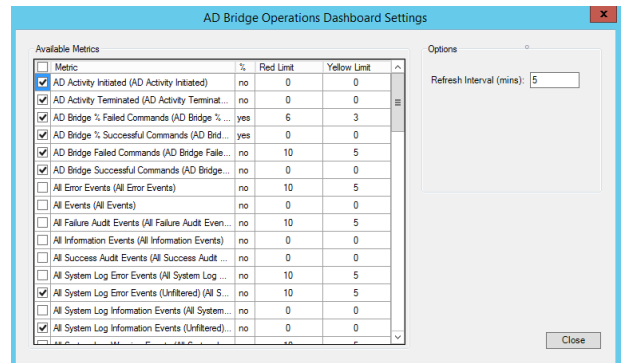 AD Bridge Operations Dashboard Settings
x
Available Metrics
Metric % Red Limit Yellow Limit
AD Activity Initiated (AD Activity Initiated) no 0 0
AD Activity Terminated (AD Activity Terminat... no 0 0
AD Bridge % Failed Commands (AD Bridge % ... yes 6 3
AD Bridge % Successful Commands (AD Brid... yes 0 0
AD Bridge Failed Commands (AD Bridge Faile... no 10 5
AD Bridge Successful Commands (AD Bridge... no 0 0
All Error Events (All Error Events) no 10 5
All Events (All Events) no 0 0
All Failure Audit Events (All Failure Audit Even... no 10 5
All Information Events (All Information Events) no 0 0
All Success Audit Events (All Success Audit ... no 0 0
All System Log Error Events (All System Log ... no 10 5
All System Log Error Events (Unfiltered) (All S... no 10 5
All System Log Information Events (All System... no 0 0
All System Log Information Events (Unfiltered)... no 0 0
Options
Refresh Interval (mins): 5
Close